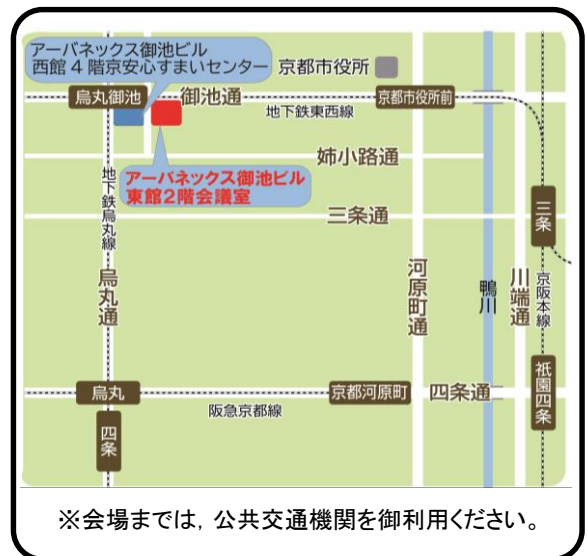 アーバネックス御池ビル
西館4階京安心すまいセンター
京都市役所
烏丸御池
御池通
京都市役所前
地下鉄東西線
姉小路通
アーバネックス御池ビル
東館2階会議室
地下鉄烏丸線
三条通
三条
烏丸通
河原町通
鴨川
川端通
京阪本線
烏丸
京都河原町
四条通
祇園四条
阪急京都線
四条
※会場までは，公共交通機関を御利用ください。